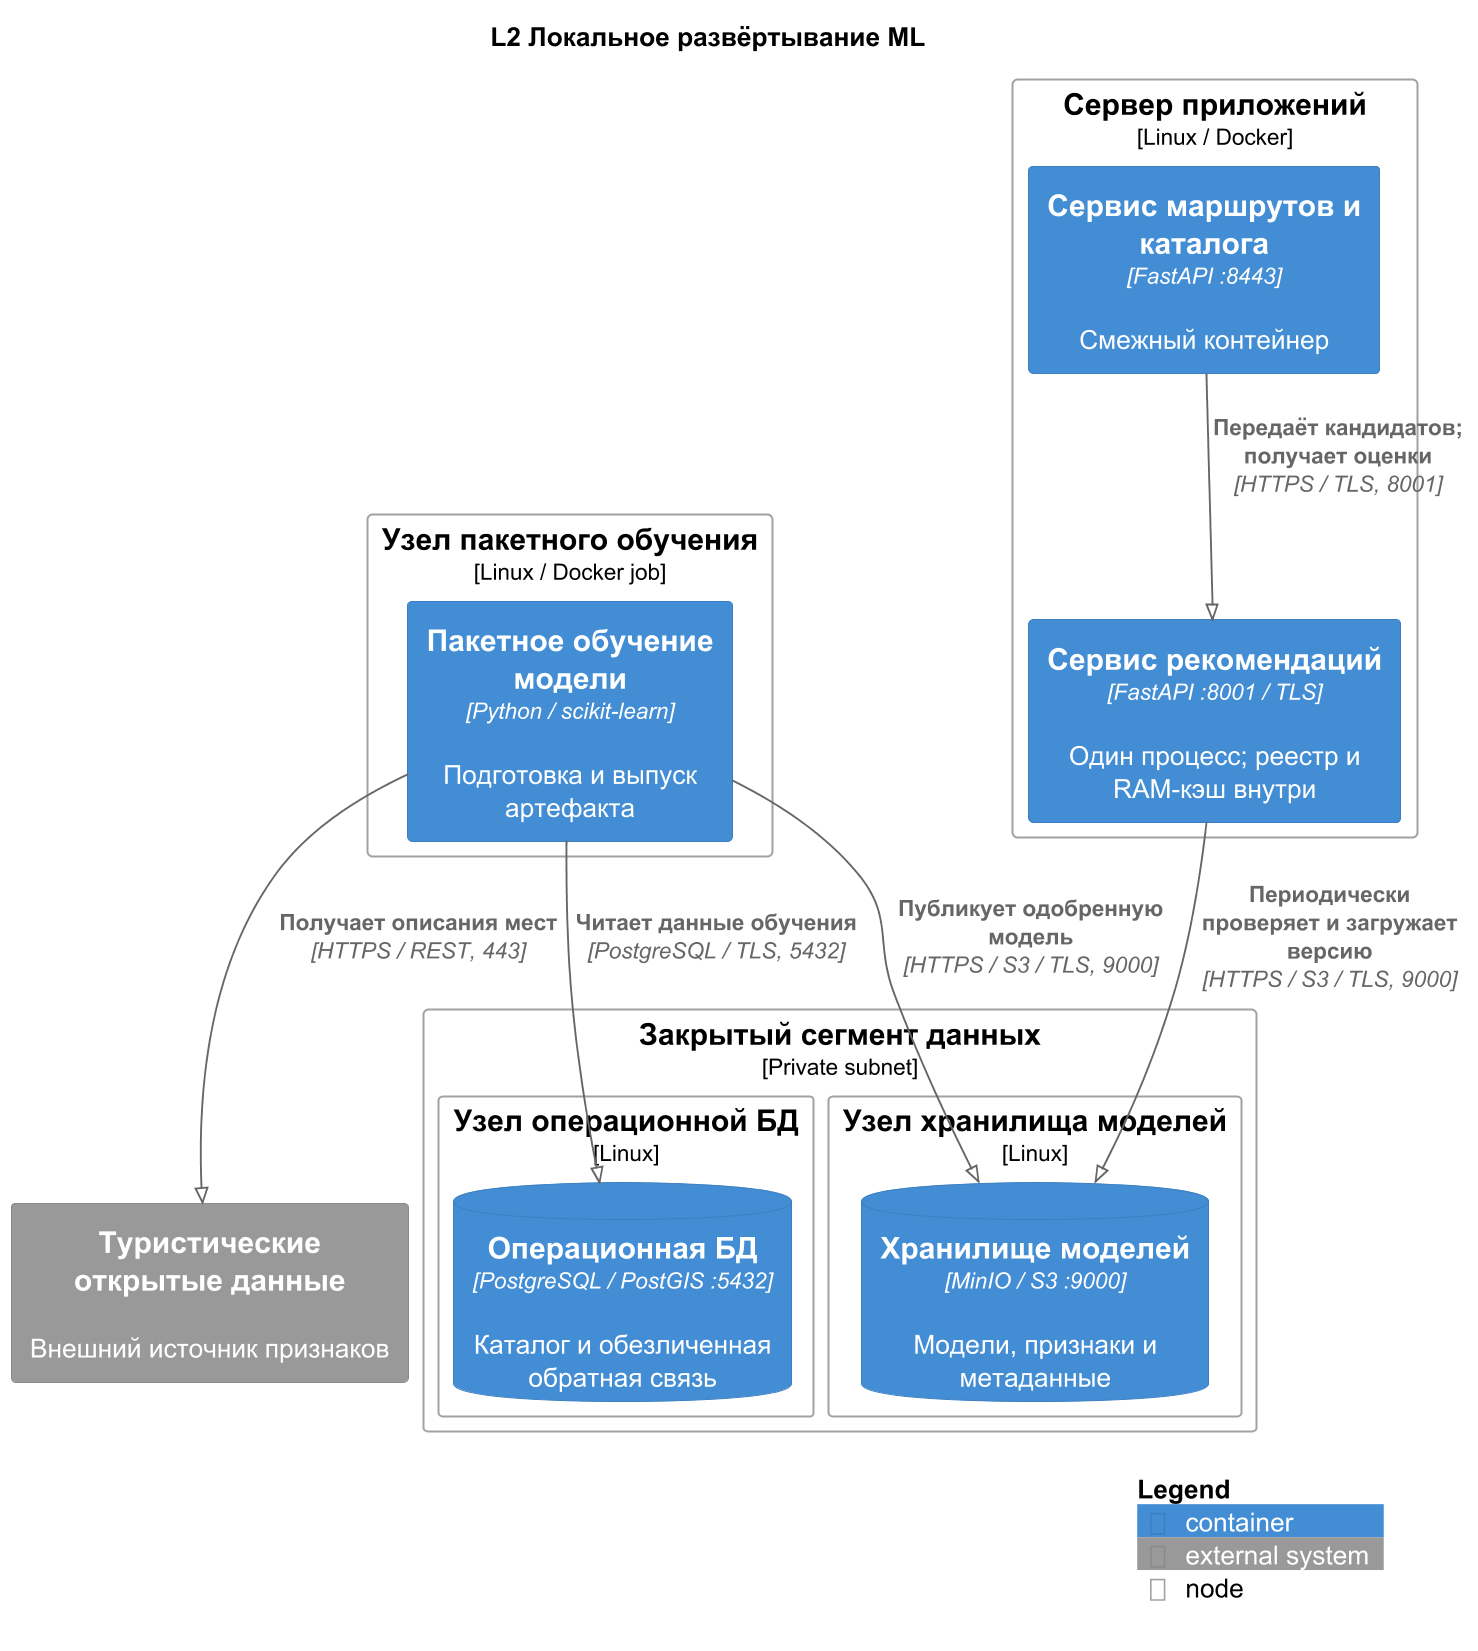 L2 Локальное развёртывание ML
Сервер приложений
[Linux / Docker]
Сервис маршрутов и
каталога
[FastAPI :8443]
Смежный контейнер
Передаёт кандидатов;
получает оценки
[HTTPS / TLS, 8001]
Узел пакетного обучения
[Linux / Docker job]
Пакетное обучение
модели
[Python / scikit-learn]
Подготовка и выпуск
артефакта
Сервис рекомендаций
[FastAPI :8001 / TLS]
Один процесс; реестр и
RAM-кэш внутри
Получает описания мест
[HTTPS / REST, 443]
Читает данные обучения
[PostgreSQL / TLS, 5432]
Публикует одобренную
модель
[HTTPS / S3 / TLS, 9000]
Периодически
проверяет и загружает
версию
[HTTPS / S3 / TLS, 9000]
Закрытый сегмент данных
[Private subnet]
Узел операционной БД
[Linux]
Узел хранилища моделей
[Linux]
Туристические
открытые данные
Внешний источник признаков
Операционная БД
[PostgreSQL / PostGIS :5432]
Каталог и обезличенная
обратная связь
Хранилище моделей
[MinIO / S3 :9000]
Модели, признаки и
метаданные
Legend
container
external system
node